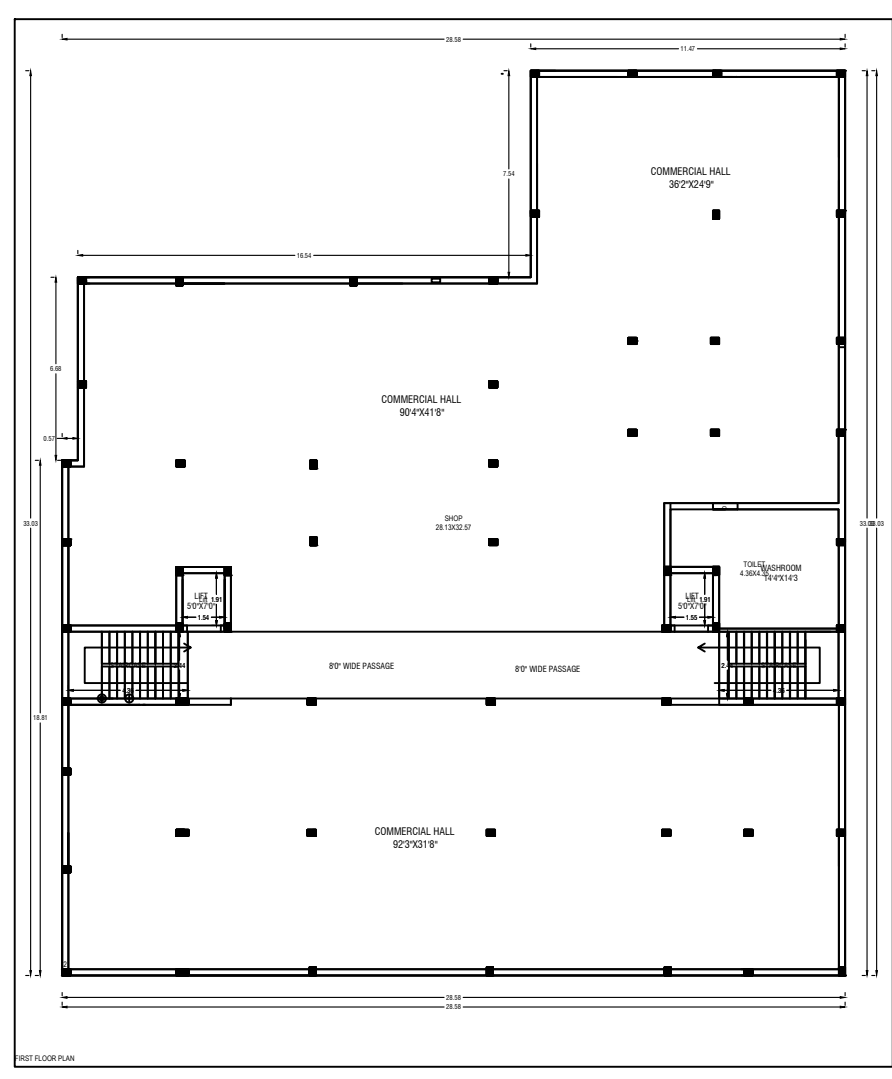 28.58
11.47
COMMERCIAL HALL
36'2"X24'9"
7.54
16.54
6.68
COMMERCIAL HALL
90'4"X41'8"
0.57
SHOP
28.13X32.57
33.03
33.03
TOILET
WASHROOM
14'4"X14'3
LIFT
5'0"X7'0"
1.91
1.54
LIFT
5'0"X7'0"
1.91
1.55
8'0" WIDE PASSAGE
8'0" WIDE PASSAGE
18.81
COMMERCIAL HALL
92'3"X31'8"
28.58
28.58
FIRST FLOOR PLAN